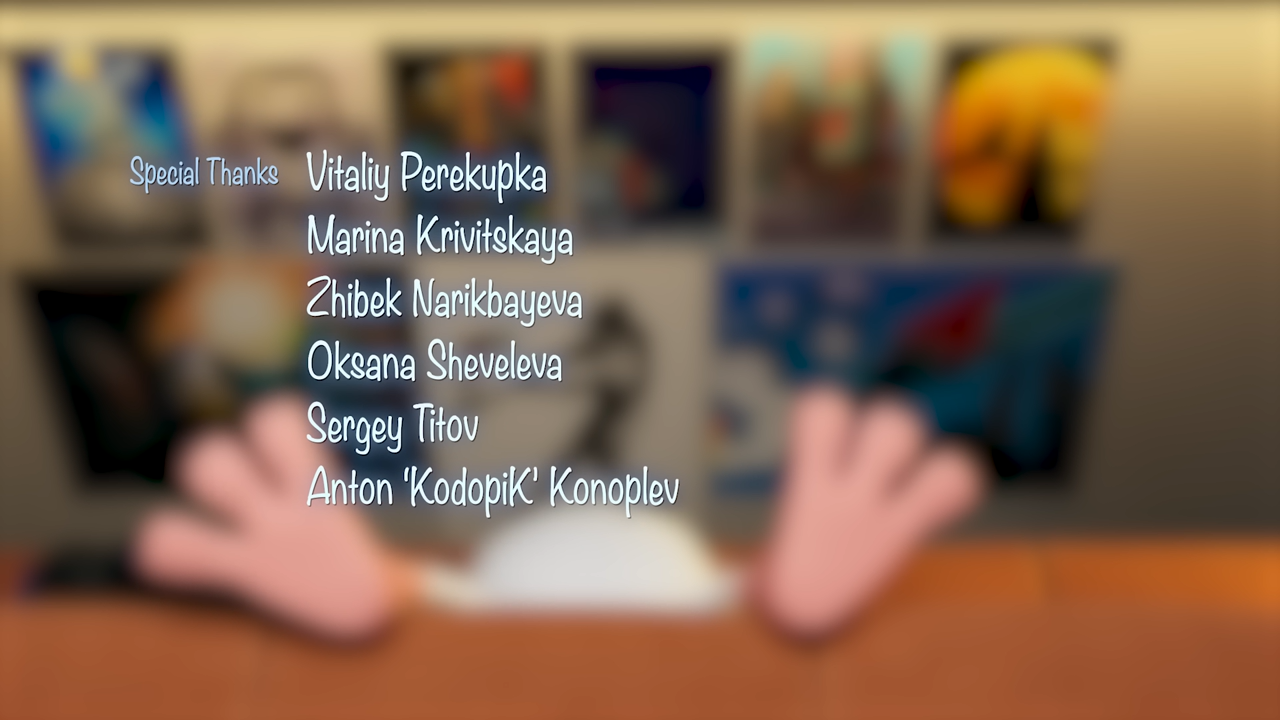 Special Thanks Vitaliy Perekupka
Marina Krivitskaya
Zhibek Narikbayeva
Oksana Sheveleva
Sergey Titov
Anton 'KodopiK' Konoplev